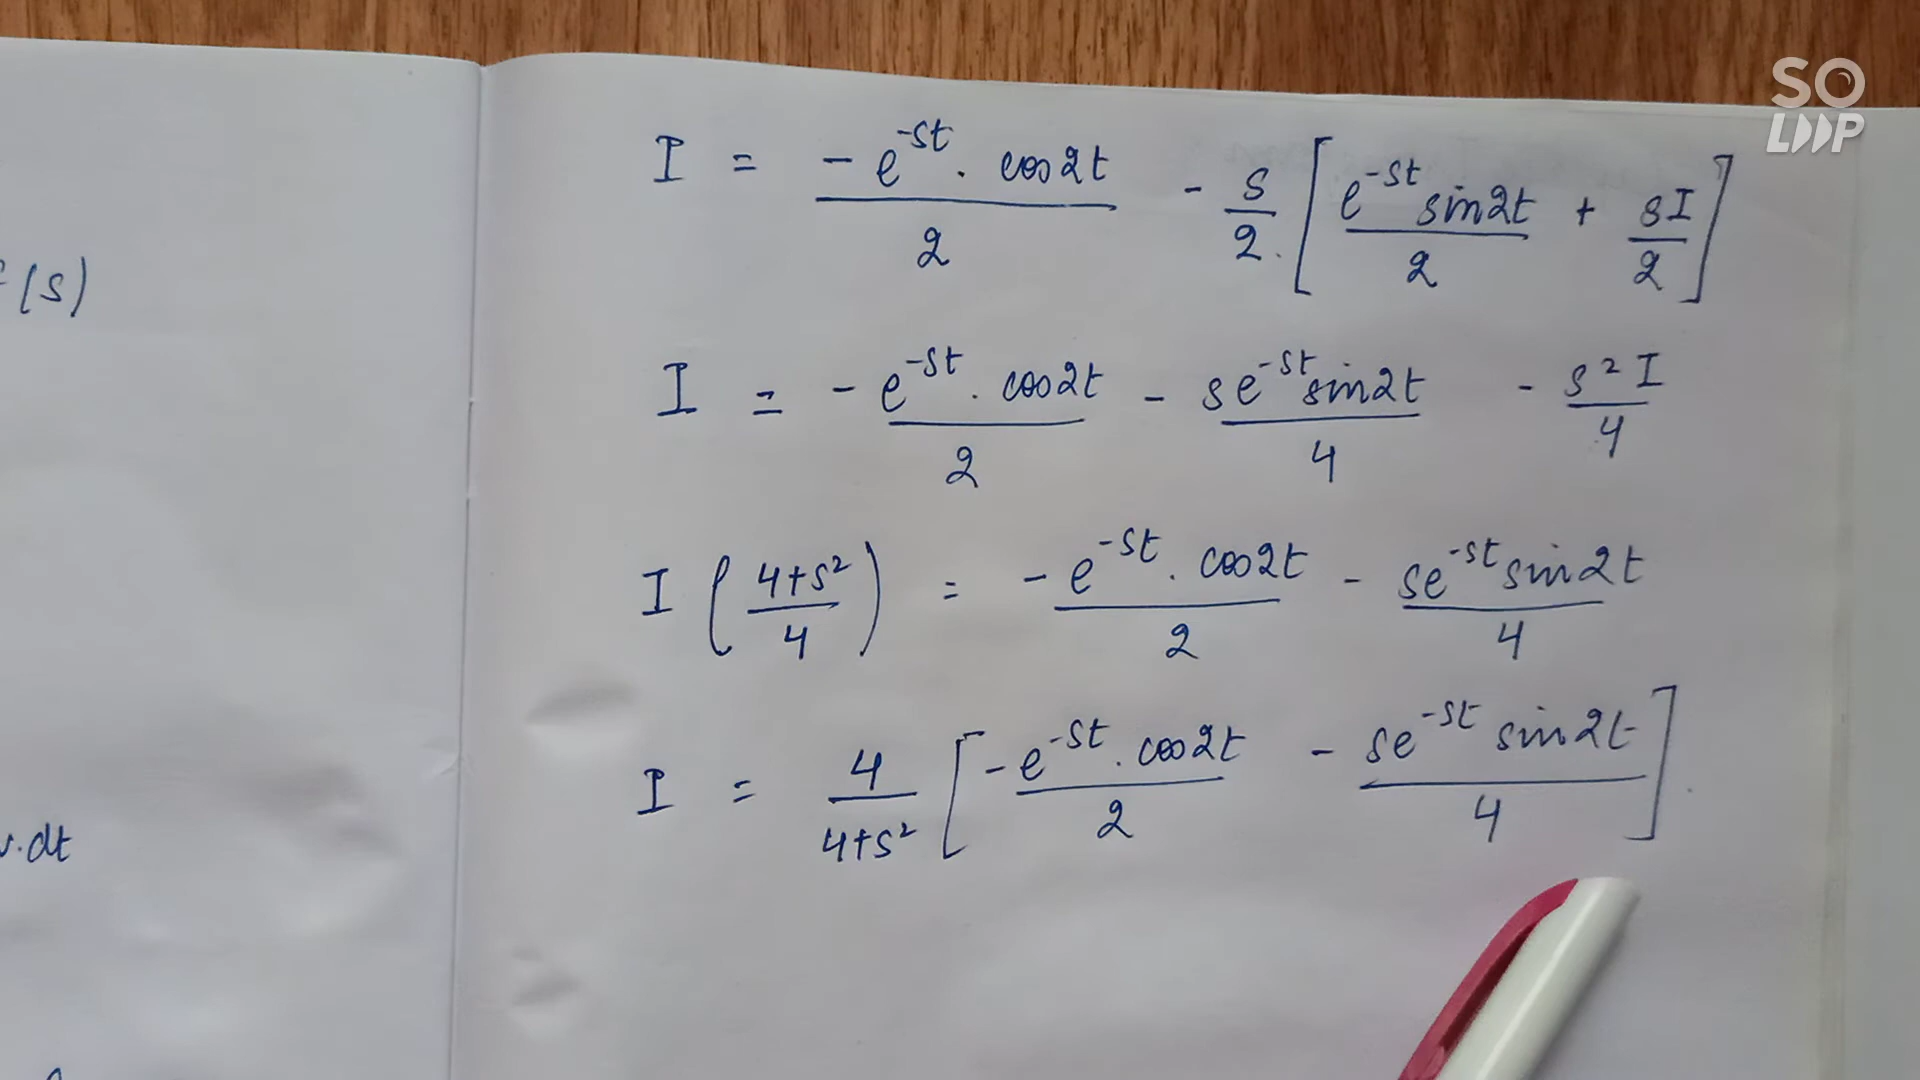 SO
LOOP
I = -e^-st . cos2t / 2 - s/2 [ e^-st sin2t / 2 + sI / 2 ]
(s)
I = -e^-st . cos2t / 2 - se^-st sin2t / 4 - s²I / 4
I ( 4+s² / 4 ) = -e^-st . cos2t / 2 - se^-st sin2t / 4
I = 4 / 4+s² [ -e^-st . cos2t / 2 - se^-st sin2t / 4 ]
v.dt